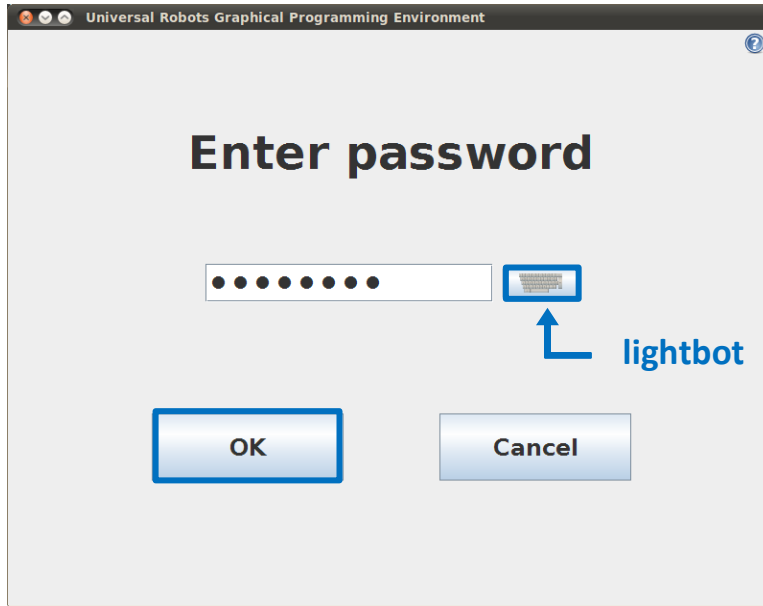 Universal Robots Graphical Programming Environment
?
Enter password
●●●●●●●●
lightbot
OK
Cancel